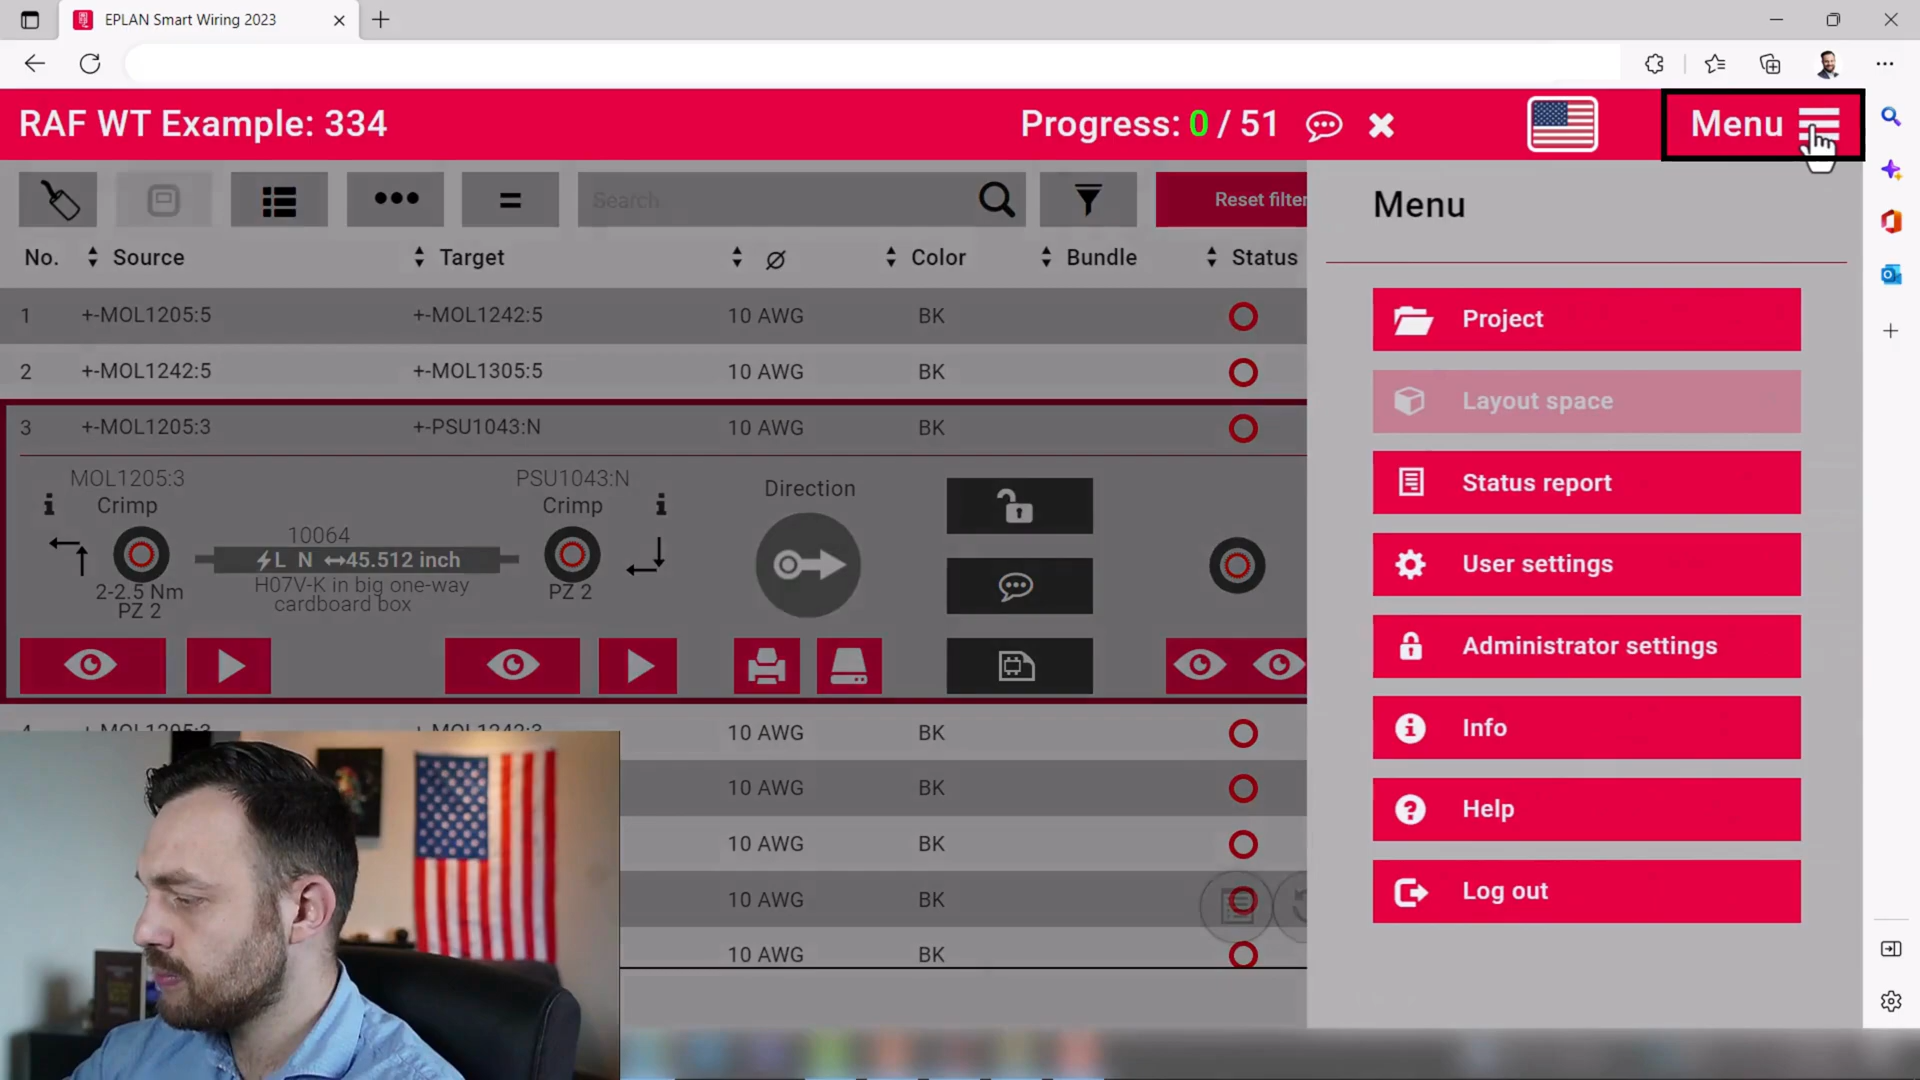 EPLAN Smart Wiring 2023
RAF WT Example: 334
Progress: 0 / 51
Menu
Search
Reset filter
Menu
No. Source Target Ø Color Bundle Status
1 +-MOL1205:5 +-MOL1242:5 10 AWG BK
2 +-MOL1242:5 +-MOL1305:5 10 AWG BK
3 +-MOL1205:3 +-PSU1043:N 10 AWG BK
MOL1205:3 PSU1043:N Direction
Crimp Crimp
10064
L N ↔45.512 inch
H07V-K in big one-way
cardboard box
2-2.5 Nm
PZ 2
PZ 2
10 AWG BK
10 AWG BK
10 AWG BK
10 AWG BK
10 AWG BK
Project
Layout space
Status report
User settings
Administrator settings
Info
Help
Log out